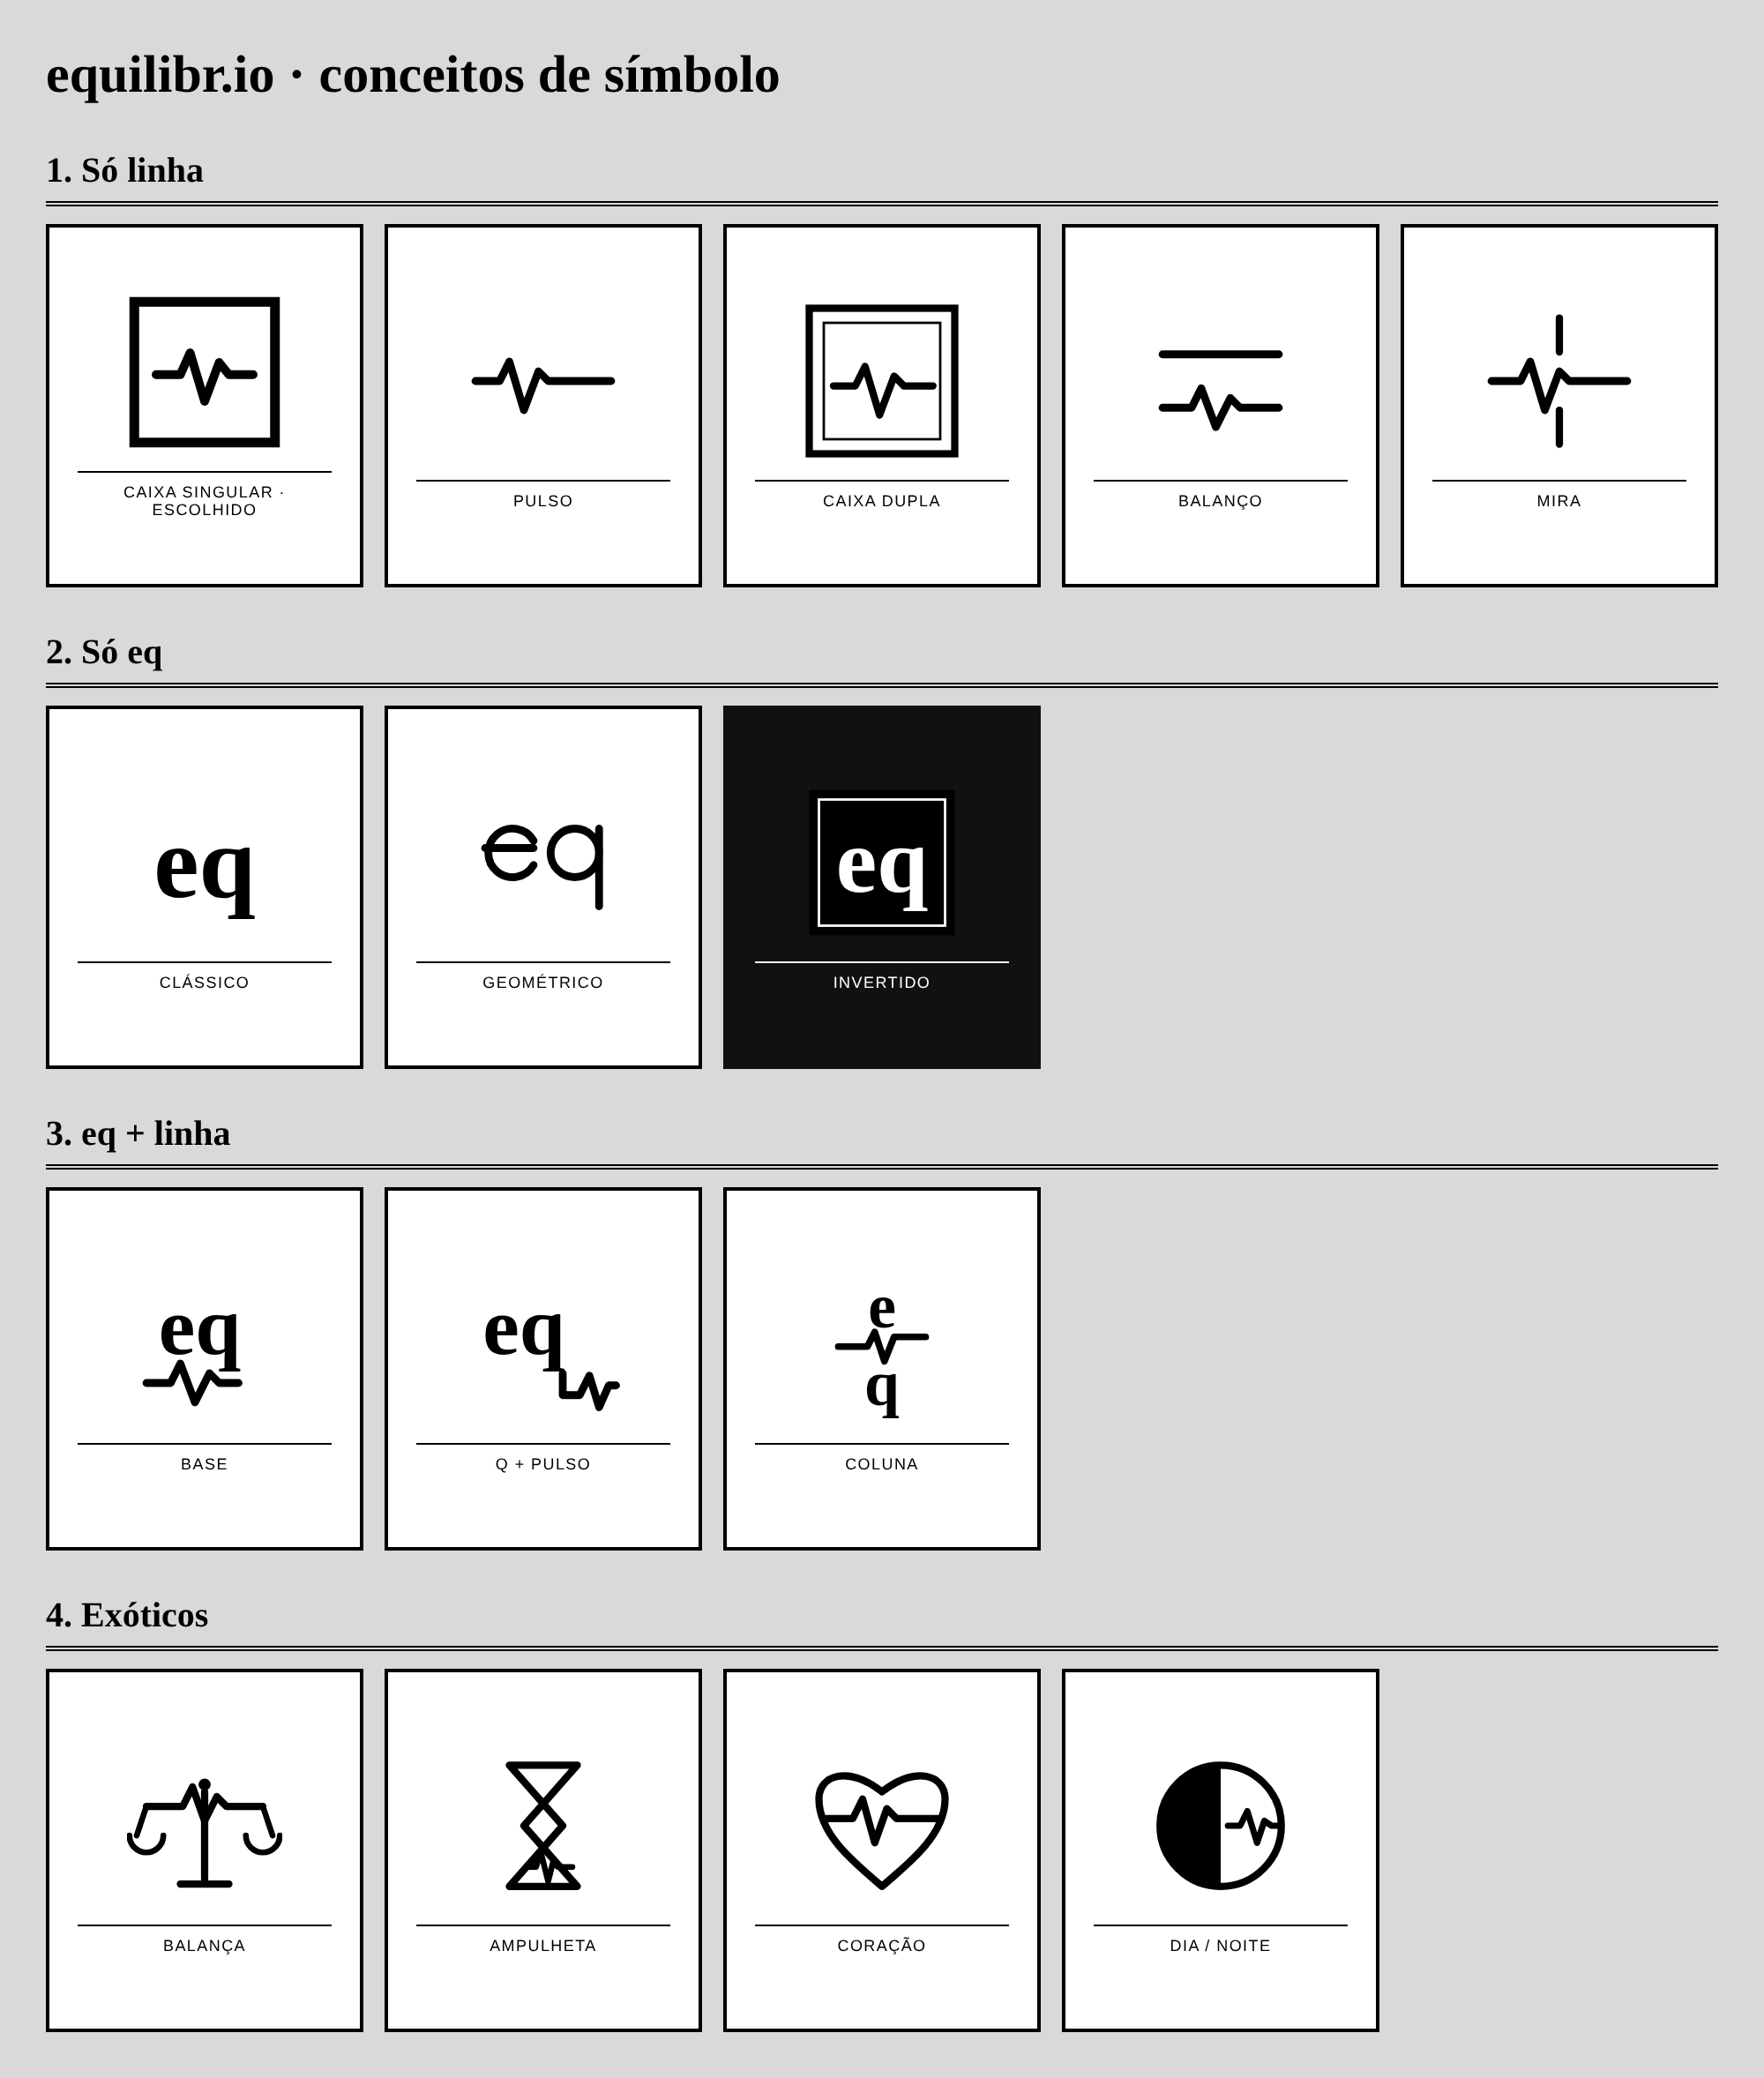 equilibr.io · conceitos de símbolo
1. Só linha
CAIXA SINGULAR ·
ESCOLHIDO
PULSO
CAIXA DUPLA
BALANÇO
MIRA
2. Só eq
eq
eq
eq
CLÁSSICO
GEOMÉTRICO
INVERTIDO
3. eq + linha
eq
eq
e
q
BASE
Q + PULSO
COLUNA
4. Exóticos
BALANÇA
AMPULHETA
CORAÇÃO
DIA / NOITE